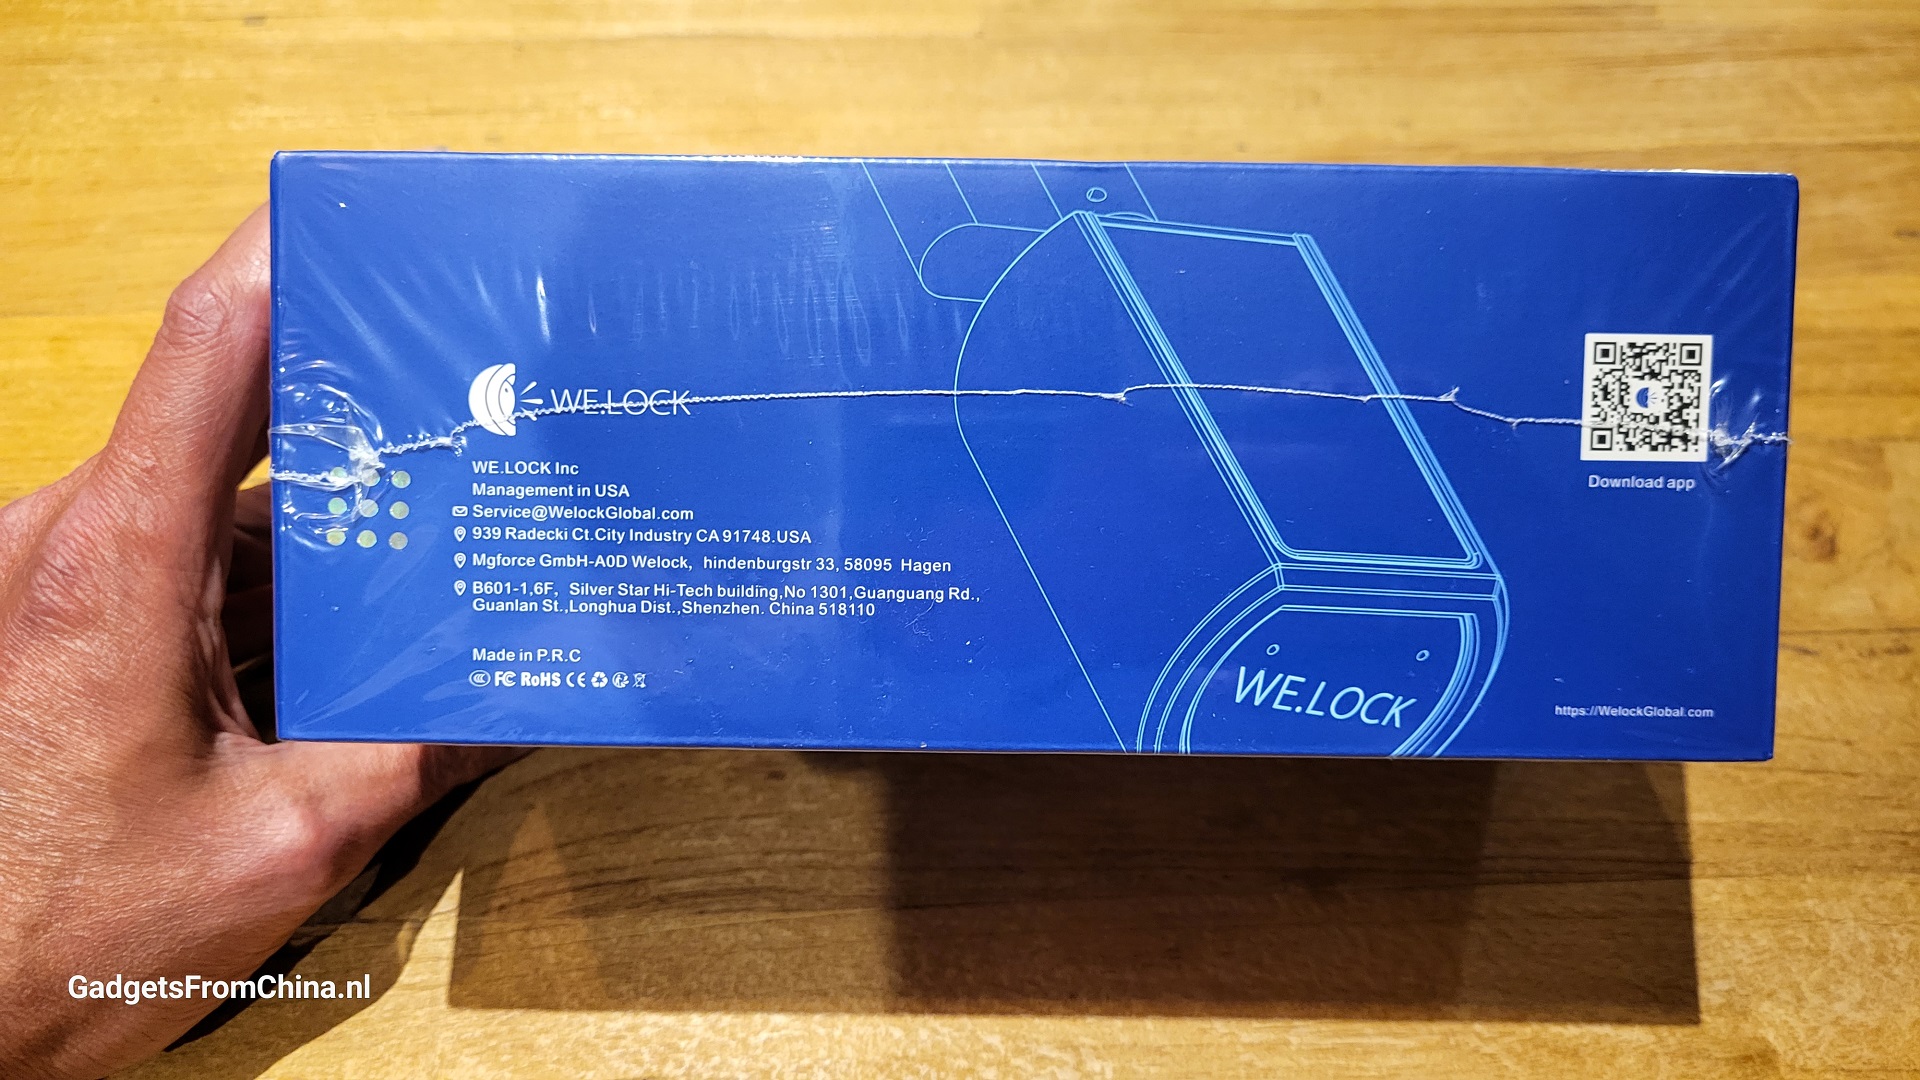 WE.LOCK
WE.LOCK Inc
Management in USA
Service@WelockGlobal.com
939 Radecki Ct.City Industry CA 91748.USA
Mgforce GmbH-A0D Welock, hindenburgstr 33, 58095 Hagen
B601-1,6F, Silver Star Hi-Tech building,No 1301,Guanguang Rd.,
Guanlan St.,Longhua Dist.,Shenzhen. China 518110
Made in P.R.C
FC RoHS CE
WE.LOCK
Download app
https://WelockGlobal.com
GadgetsFromChina.nl